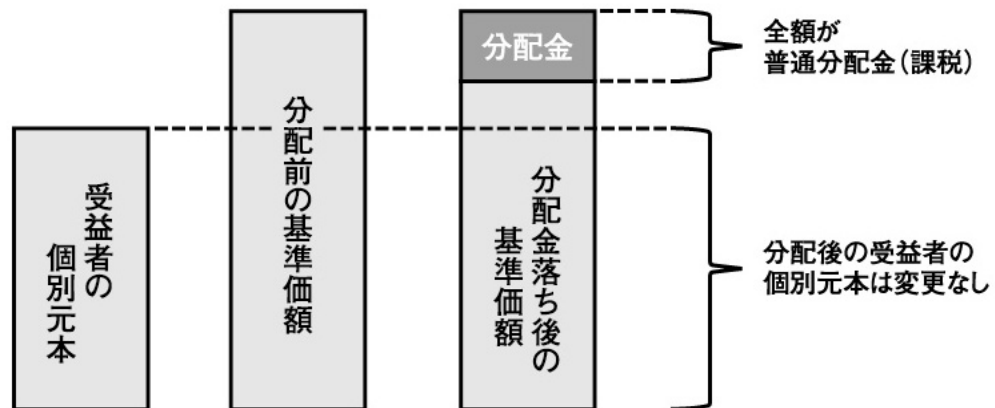 受益者の
個別元本
分配前の基準価額
分配金
分配金落ち後の
基準価額
全額が
普通分配金（課税）
分配後の受益者の
個別元本は変更なし